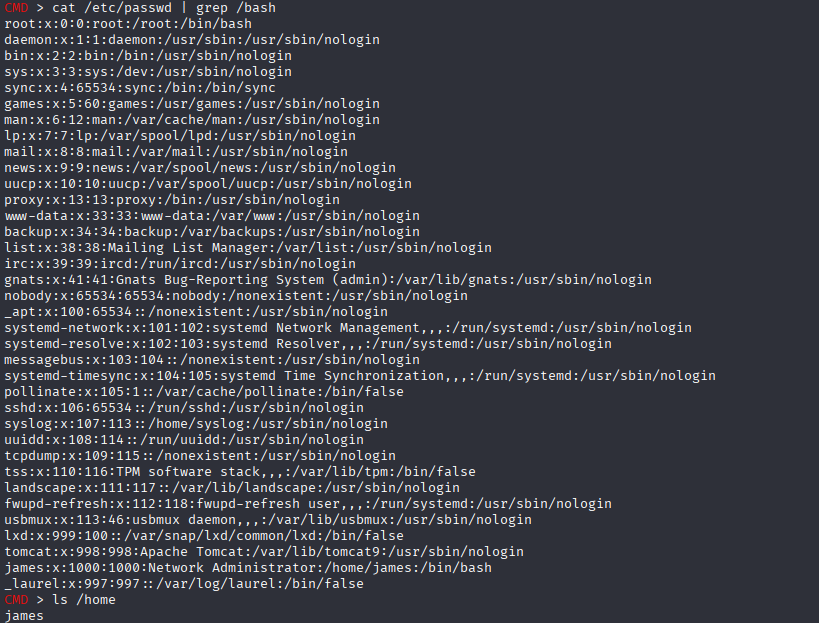 CMD > cat /etc/passwd | grep /bash
root:x:0:0:root:/root:/bin/bash
daemon:x:1:1:daemon:/usr/sbin:/usr/sbin/nologin
bin:x:2:2:bin:/bin:/usr/sbin/nologin
sys:x:3:3:sys:/dev:/usr/sbin/nologin
sync:x:4:65534:sync:/bin:/bin/sync
games:x:5:60:games:/usr/games:/usr/sbin/nologin
man:x:6:12:man:/var/cache/man:/usr/sbin/nologin
lp:x:7:7:lp:/var/spool/lpd:/usr/sbin/nologin
mail:x:8:8:mail:/var/mail:/usr/sbin/nologin
news:x:9:9:news:/var/spool/news:/usr/sbin/nologin
uucp:x:10:10:uucp:/var/spool/uucp:/usr/sbin/nologin
proxy:x:13:13:proxy:/bin:/usr/sbin/nologin
www-data:x:33:33:www-data:/var/www:/usr/sbin/nologin
backup:x:34:34:backup:/var/backups:/usr/sbin/nologin
list:x:38:38:Mailing List Manager:/var/list:/usr/sbin/nologin
irc:x:39:39:ircd:/run/ircd:/usr/sbin/nologin
gnats:x:41:41:Gnats Bug-Reporting System (admin):/var/lib/gnats:/usr/sbin/nologin
nobody:x:65534:65534:nobody:/nonexistent:/usr/sbin/nologin
_apt:x:100:65534::/nonexistent:/usr/sbin/nologin
systemd-network:x:101:102:systemd Network Management,,,:/run/systemd:/usr/sbin/nologin
systemd-resolve:x:102:103:systemd Resolver,,,:/run/systemd:/usr/sbin/nologin
messagebus:x:103:104::/nonexistent:/usr/sbin/nologin
systemd-timesync:x:104:105:systemd Time Synchronization,,,:/run/systemd:/usr/sbin/nologin
pollinate:x:105:1::/var/cache/pollinate:/bin/false
sshd:x:106:65534::/run/sshd:/usr/sbin/nologin
syslog:x:107:113::/home/syslog:/usr/sbin/nologin
uuidd:x:108:114::/run/uuidd:/usr/sbin/nologin
tcpdump:x:109:115::/nonexistent:/usr/sbin/nologin
tss:x:110:116:TPM software stack,,,:/var/lib/tpm:/bin/false
landscape:x:111:117::/var/lib/landscape:/usr/sbin/nologin
fwupd-refresh:x:112:118:fwupd-refresh user,,,:/run/systemd:/usr/sbin/nologin
usbmux:x:113:46:usbmux daemon,,,:/var/lib/usbmux:/usr/sbin/nologin
lxd:x:999:100::/var/snap/lxd/common/lxd:/bin/false
tomcat:x:998:998:Apache Tomcat:/var/lib/tomcat9:/usr/sbin/nologin
james:x:1000:1000:Network Administrator:/home/james:/bin/bash
_laurel:x:997:997::/var/log/laurel:/bin/false
CMD > ls /home
james